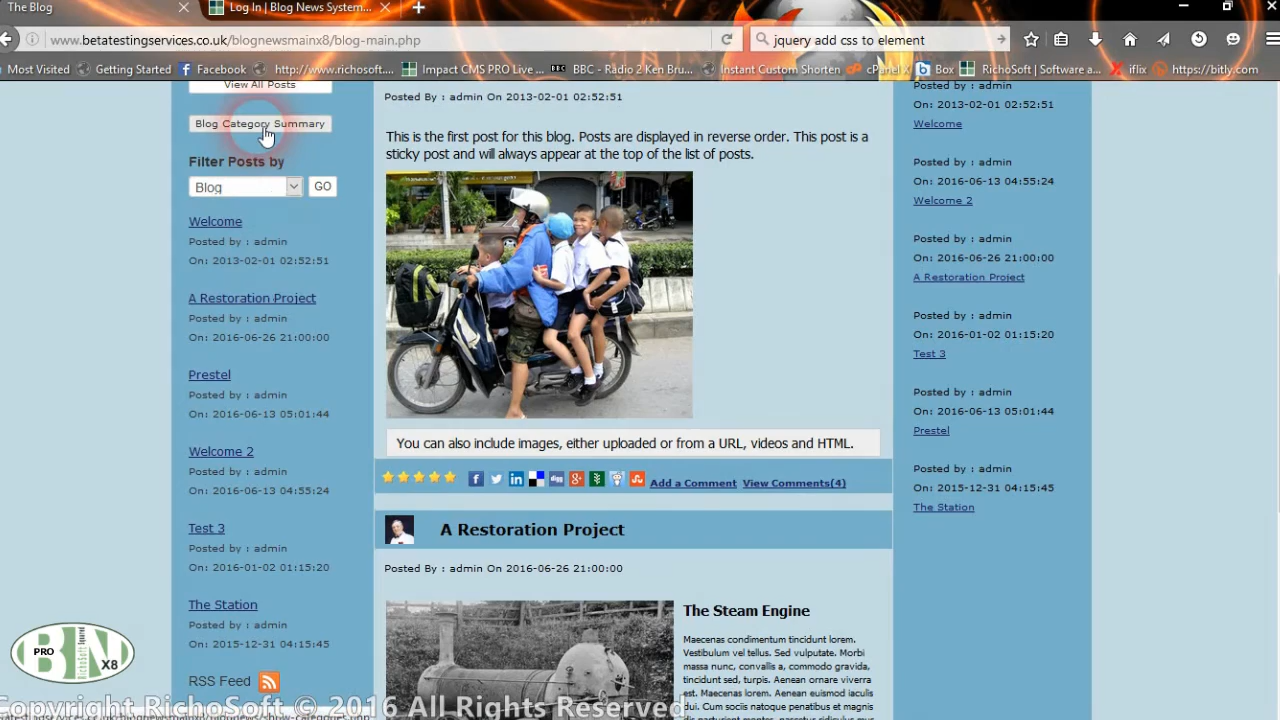 The Blog
Log In | Blog News System...
www.betatestingservices.co.uk/blognewsmainx8/blog-main.php
jquery add css to element
Most Visited
Getting Started
Facebook
http://www.richosoft....
Impact CMS PRO Live ...
BBC - Radio 2 Ken Bru...
Instant Custom Shorten
cPanel X
Box
RichoSoft | Software a...
iflix
https://bitly.com
View All Posts
Blog Category Summary
Filter Posts by
Blog
GO
Welcome
Posted by : admin
On: 2013-02-01 02:52:51
A Restoration Project
Posted by : admin
On: 2016-06-26 21:00:00
Prestel
Posted by : admin
On: 2016-06-13 05:01:44
Welcome 2
Posted by : admin
On: 2016-06-13 04:55:24
Test 3
Posted by : admin
On: 2016-01-02 01:15:20
The Station
Posted by : admin
On: 2015-12-31 04:15:45
RSS Feed
Posted By : admin On 2013-02-01 02:52:51
This is the first post for this blog. Posts are displayed in reverse order. This post is a
sticky post and will always appear at the top of the list of posts.
You can also include images, either uploaded or from a URL, videos and HTML.
Add a Comment
View Comments(4)
A Restoration Project
Posted By : admin On 2016-06-26 21:00:00
The Steam Engine
Maecenas condimentum tincidunt lorem.
Vestibulum vel tellus. Sed vulputate. Morbi
massa nunc, convallis a, commodo gravida,
tincidunt sed, turpis. Aenean ornare viverra
est. Maecenas lorem. Aenean euismod iaculis
dui. Cum sociis natoque penatibus et magnis
Posted by : admin
On: 2013-02-01 02:52:51
Welcome
Posted by : admin
On: 2016-06-13 04:55:24
Welcome 2
Posted by : admin
On: 2016-06-26 21:00:00
A Restoration Project
Posted by : admin
On: 2016-01-02 01:15:20
Test 3
Posted by : admin
On: 2016-06-13 05:01:44
Prestel
Posted by : admin
On: 2015-12-31 04:15:45
The Station
PRO
BN
RichoSoft
X8
Copyright RichoSoft © 2016 All Rights Reserved